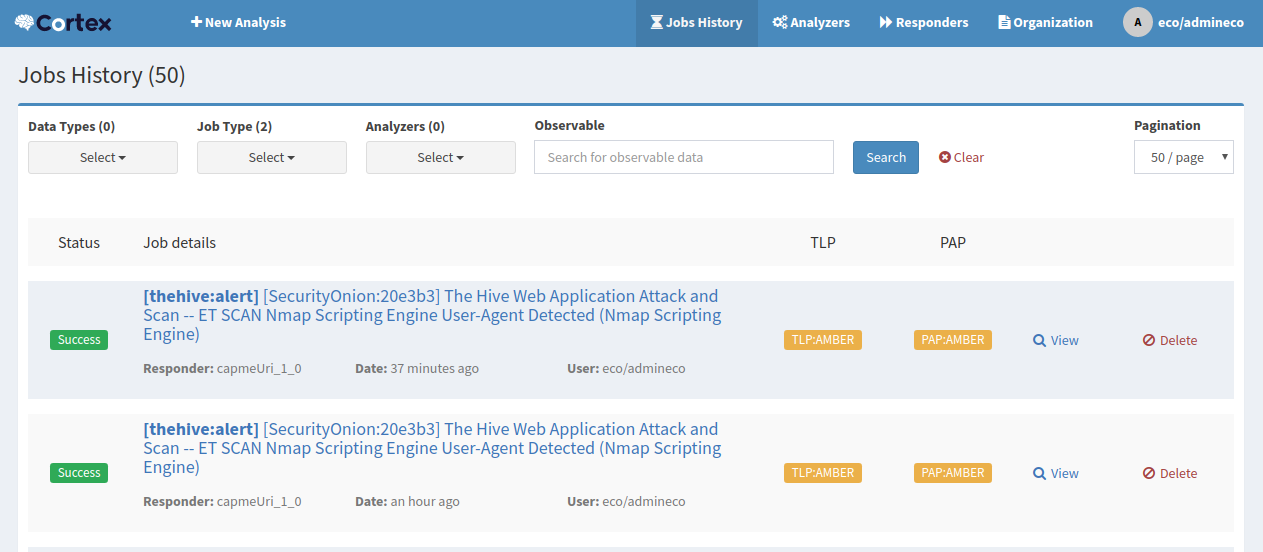 Cortex
New Analysis
Jobs History
Analyzers
Responders
Organization
A
eco/admineco
Jobs History (50)
Data Types (0)
Job Type (2)
Analyzers (0)
Observable
Pagination
Select
Select
Select
Search for observable data
Search
Clear
50 / page
Status
Job details
TLP
PAP
[thehive:alert] [SecurityOnion:20e3b3] The Hive Web Application Attack and
Scan -- ET SCAN Nmap Scripting Engine User-Agent Detected (Nmap Scripting
Engine)
Success
TLP:AMBER
PAP:AMBER
View
Delete
Responder: capmeUri_1_0
Date: 37 minutes ago
User: eco/admineco
[thehive:alert] [SecurityOnion:20e3b3] The Hive Web Application Attack and
Scan -- ET SCAN Nmap Scripting Engine User-Agent Detected (Nmap Scripting
Engine)
Success
TLP:AMBER
PAP:AMBER
View
Delete
Responder: capmeUri_1_0
Date: an hour ago
User: eco/admineco